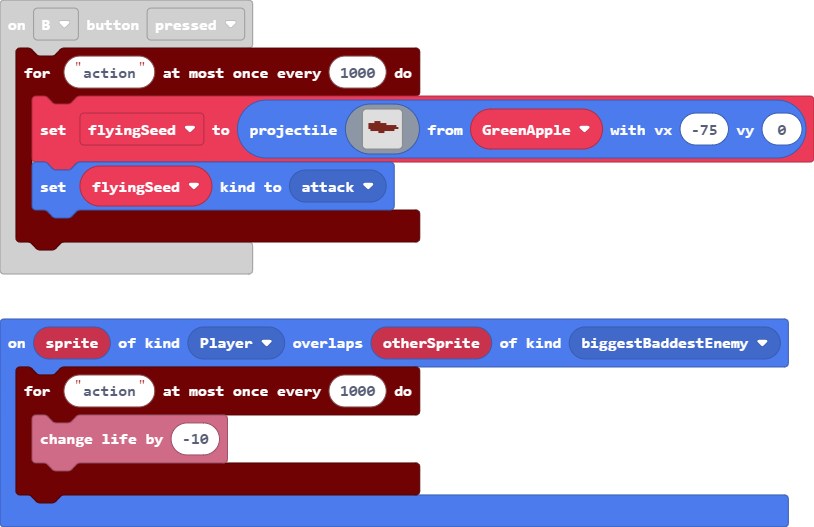 on B button pressed
for "action" at most once every 1000 do
set flyingSeed to projectile from GreenApple with vx -75 vy 0
set flyingSeed kind to attack
on sprite of kind Player overlaps otherSprite of kind biggestBaddestEnemy
for "action" at most once every 1000 do
change life by -10